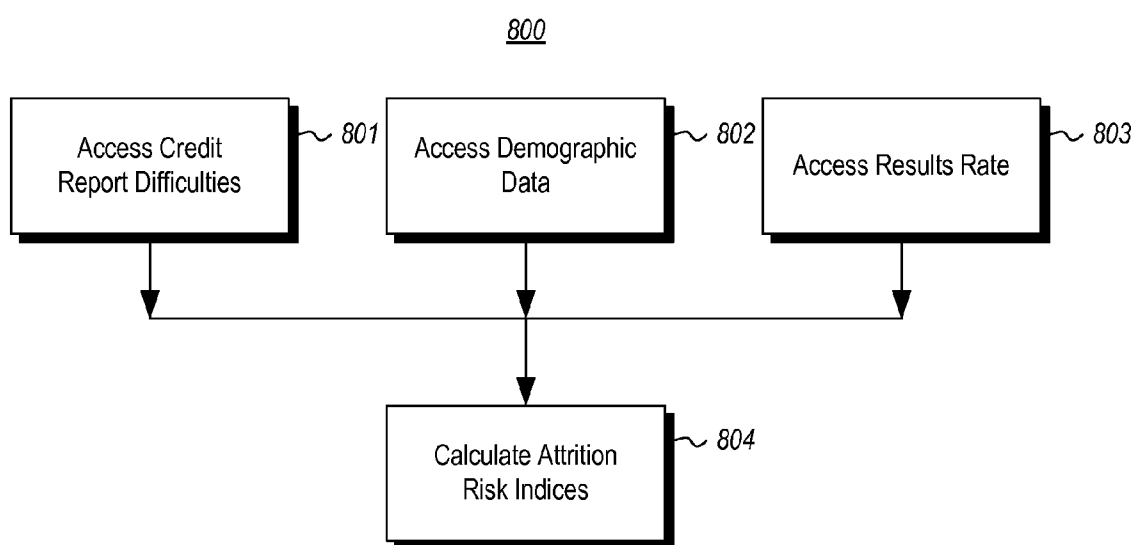 800
Access Credit
Report Difficulties
801
Access Demographic
Data
802
Access Results Rate
803
Calculate Attrition
Risk Indices
804